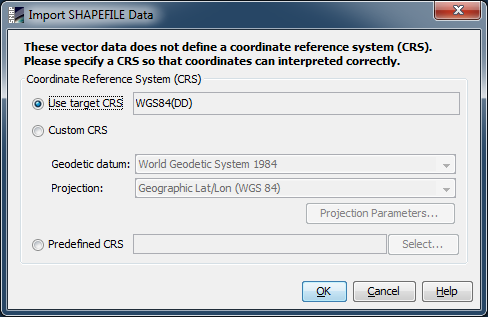 SNAP
Import SHAPEFILE Data
These vector data does not define a coordinate reference system (CRS).
Please specify a CRS so that coordinates can interpreted correctly.
Coordinate Reference System (CRS)
Use target CRS WGS84(DD)
Custom CRS
Geodetic datum: World Geodetic System 1984
Projection: Geographic Lat/Lon (WGS 84)
Projection Parameters...
Predefined CRS Select...
OK Cancel Help